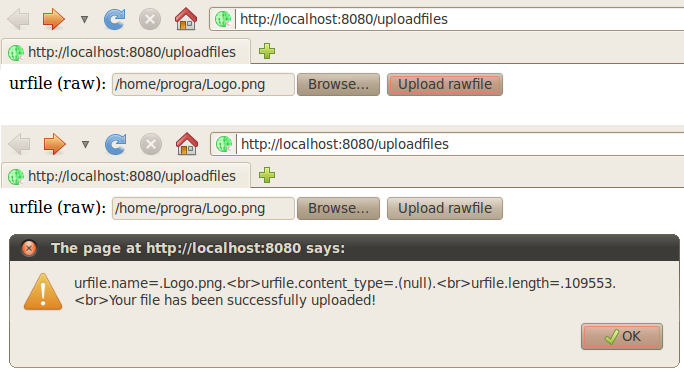 http://localhost:8080/uploadfiles
http://localhost:8080/uploadfiles
urfile (raw): /home/progra/Logo.png Browse... Upload rawfile
http://localhost:8080/uploadfiles
http://localhost:8080/uploadfiles
urfile (raw): /home/progra/Logo.png Browse... Upload rawfile
The page at http://localhost:8080 says:
urfile.name=.Logo.png.<br>urfile.content_type=.(null).<br>urfile.length=.109553.
<br>Your file has been successfully uploaded!
OK